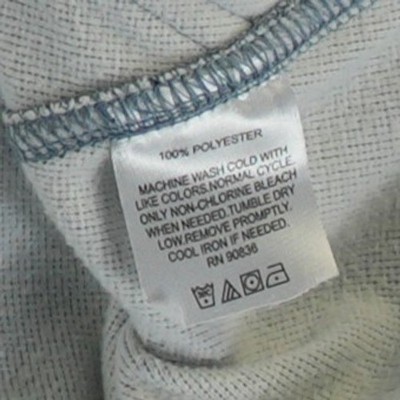 100% POLYESTER
MACHINE WASH COLD WITH
LIKE COLORS.NORMAL CYCLE.
ONLY NON-CHLORINE BLEACH
WHEN NEEDED.TUMBLE DRY
LOW.REMOVE PROMPTLY.
COOL IRON IF NEEDED.
RN 90836